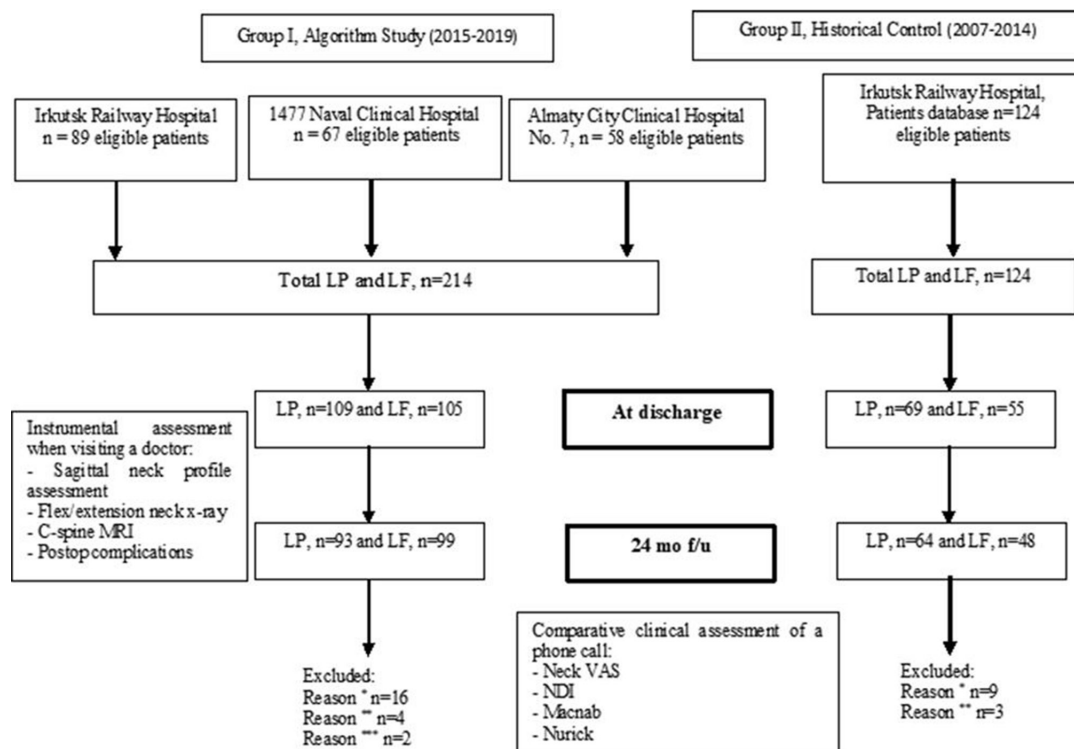 Group I, Algorithm Study (2015-2019)
Group II, Historical Control (2007-2014)
Irkutsk Railway Hospital
n = 89 eligible patients
1477 Naval Clinical Hospital
n = 67 eligible patients
Almaty City Clinical Hospital
No. 7, n = 58 eligible patients
Irkutsk Railway Hospital,
Patients database n=124
eligible patients
Total LP and LF, n=214
Total LP and LF, n=124
LP, n=109 and LF, n=105
At discharge
LP, n=69 and LF, n=55
Instrumental assessment
when visiting a doctor:
- Sagittal neck profile
assessment
- Flex/extension neck x-ray
- C-spine MRI
- Postop complications
LP, n=93 and LF, n=99
24 mo f/u
LP, n=64 and LF, n=48
Excluded:
Reason * n=16
Reason ** n=4
Reason *** n=2
Comparative clinical assessment of a
phone call:
- Neck VAS
- NDI
- Macnab
- Nurick
Excluded:
Reason * n=9
Reason ** n=3